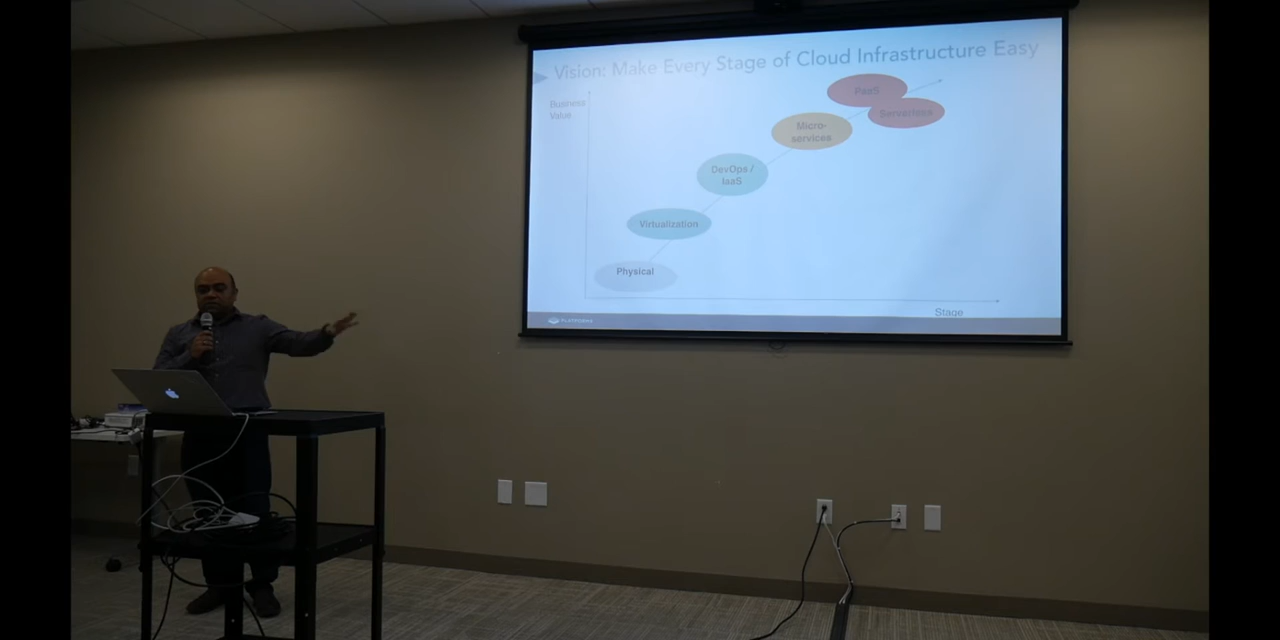 Vision: Make Every Stage of Cloud Infrastructure Easy
Business
Value
PaaS
Serverless
Micro-
services
DevOps /
IaaS
Virtualization
Physical
Stage
PLATFORM9